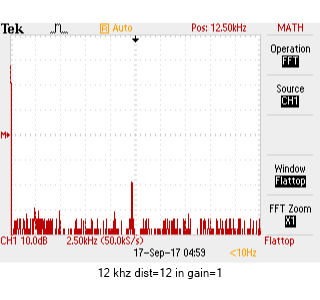 Tek Auto Pos: 12.50kHz MATH
Operation
FFT
Source
CH1
M
Window
Flattop
FFT Zoom
X1
CH1 10.0dB 2.50kHz (50.0kS/s) Flattop
17-Sep-17 04:59 <10Hz
12 khz dist=12 in gain=1